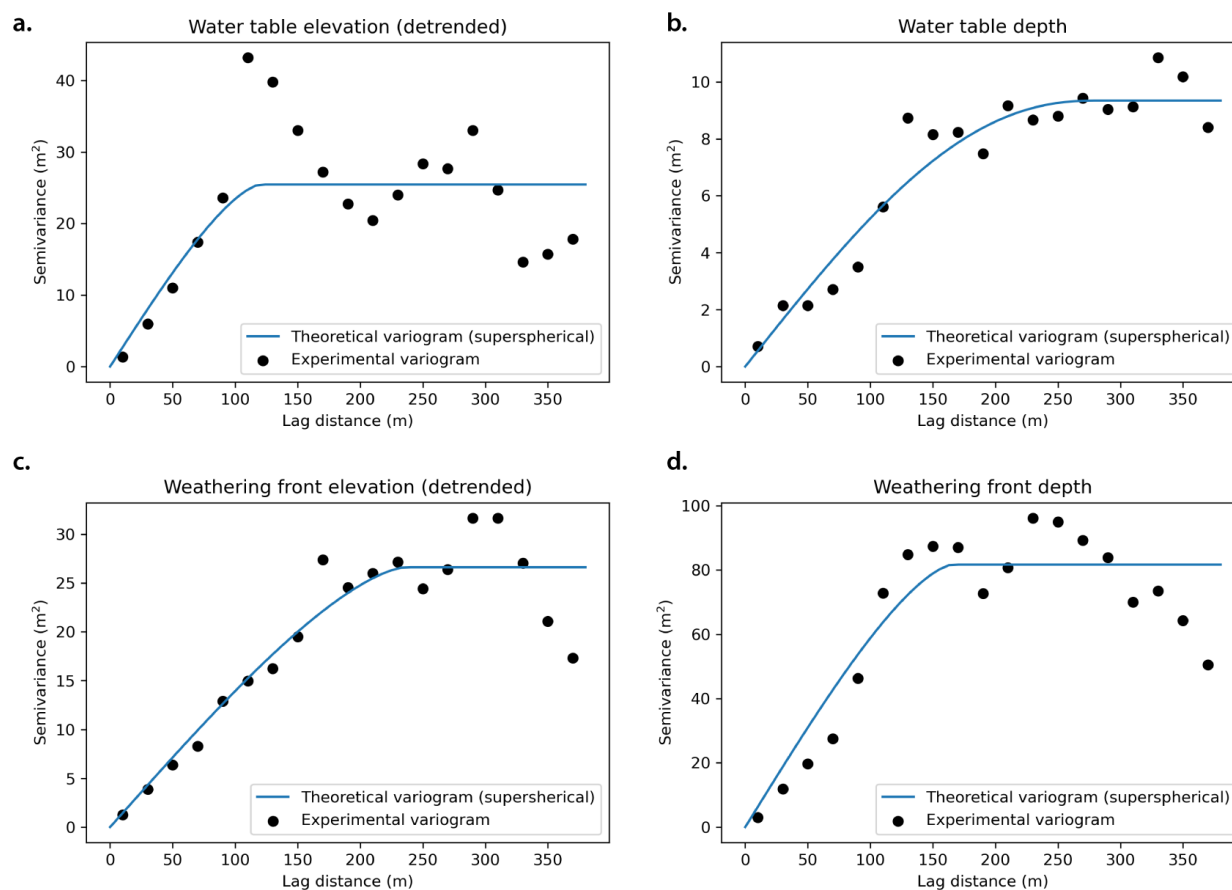 a.
Water table elevation (detrended)
40
30
20
10
0
Semivariance (m²)
Theoretical variogram (superspherical)
Experimental variogram
0 50 100 150 200 250 300 350
Lag distance (m)
b.
Water table depth
10
8
6
4
2
0
Semivariance (m²)
Theoretical variogram (superspherical)
Experimental variogram
0 50 100 150 200 250 300 350
Lag distance (m)
c.
Weathering front elevation (detrended)
30
25
20
15
10
5
0
Semivariance (m²)
Theoretical variogram (supersherical)
Experimental variogram
0 50 100 150 200 250 300 350
Lag distance (m)
d.
Weathering front depth
100
80
60
40
20
0
Semivariance (m²)
Theoretical variogram (superspherical)
Experimental variogram
0 50 100 150 200 250 300 350
Lag distance (m)